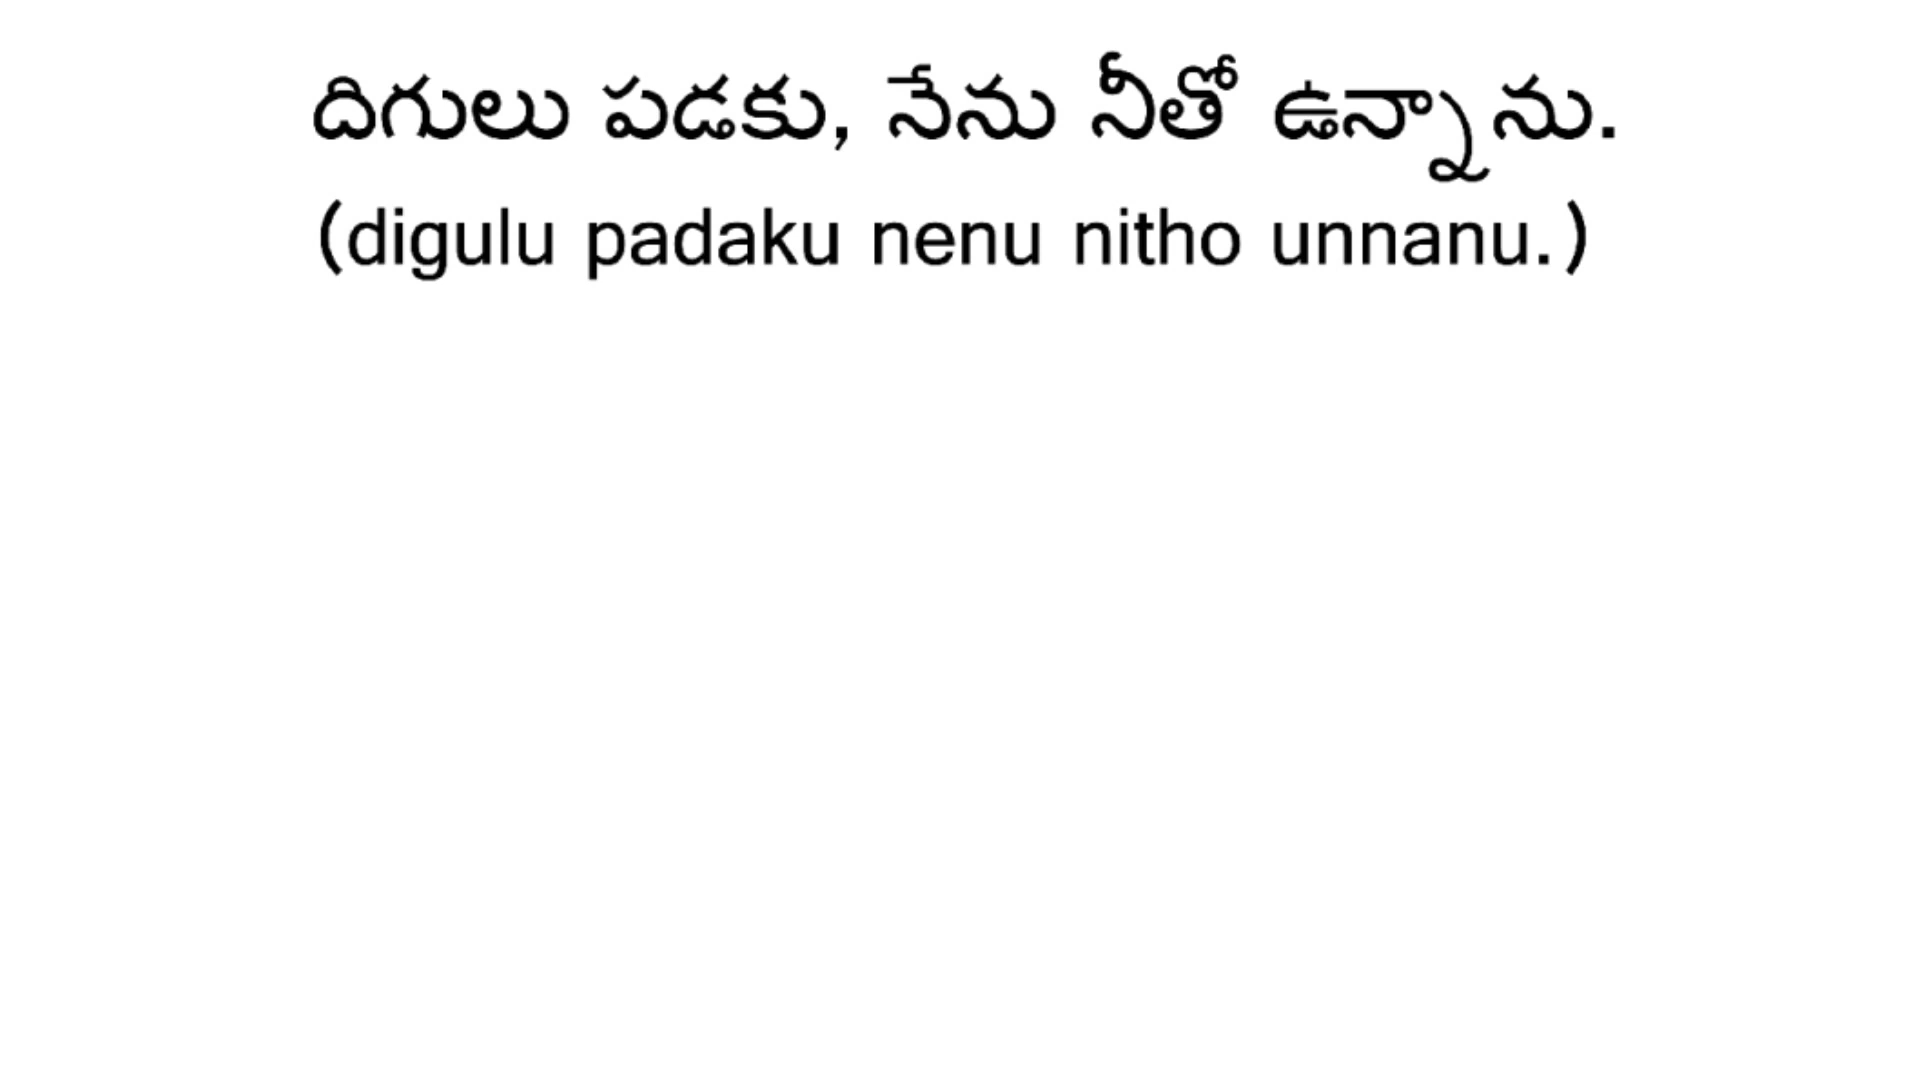 దిగులు పడకు, నేను నీతో ఉన్నాను.
(digulu padaku nenu nitho unnanu.)